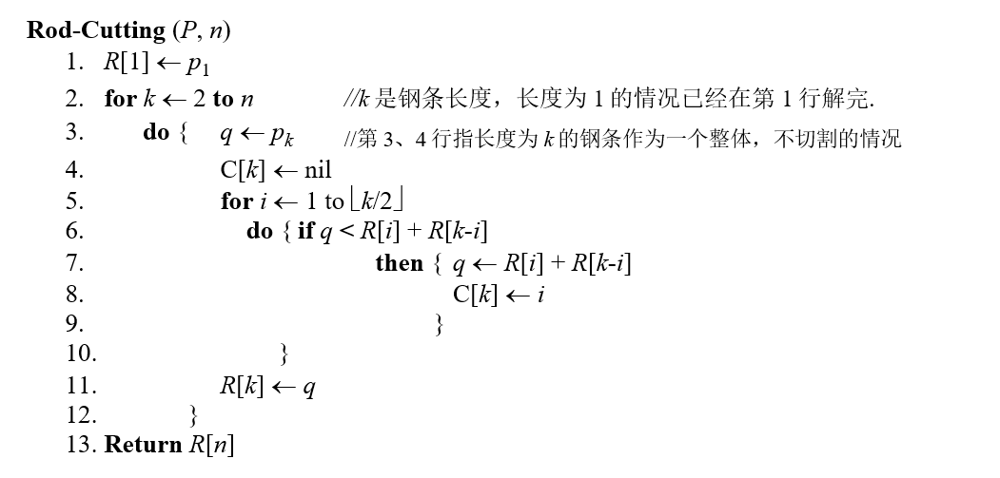 Rod-Cutting (P, n)
1. R[1] ← p₁
2. for k ← 2 to n //k 是钢条长度，长度为 1 的情况已经在第 1 行解完.
3. do { q ← pₖ //第 3、4 行指长度为 k 的钢条作为一个整体，不切割的情况
4. C[k] ← nil
5. for i ← 1 to ⌊k/2⌋
6. do { if q < R[i] + R[k-i]
7. then { q ← R[i] + R[k-i]
8. C[k] ← i
9. }
10. }
11. R[k] ← q
12. }
13. Return R[n]